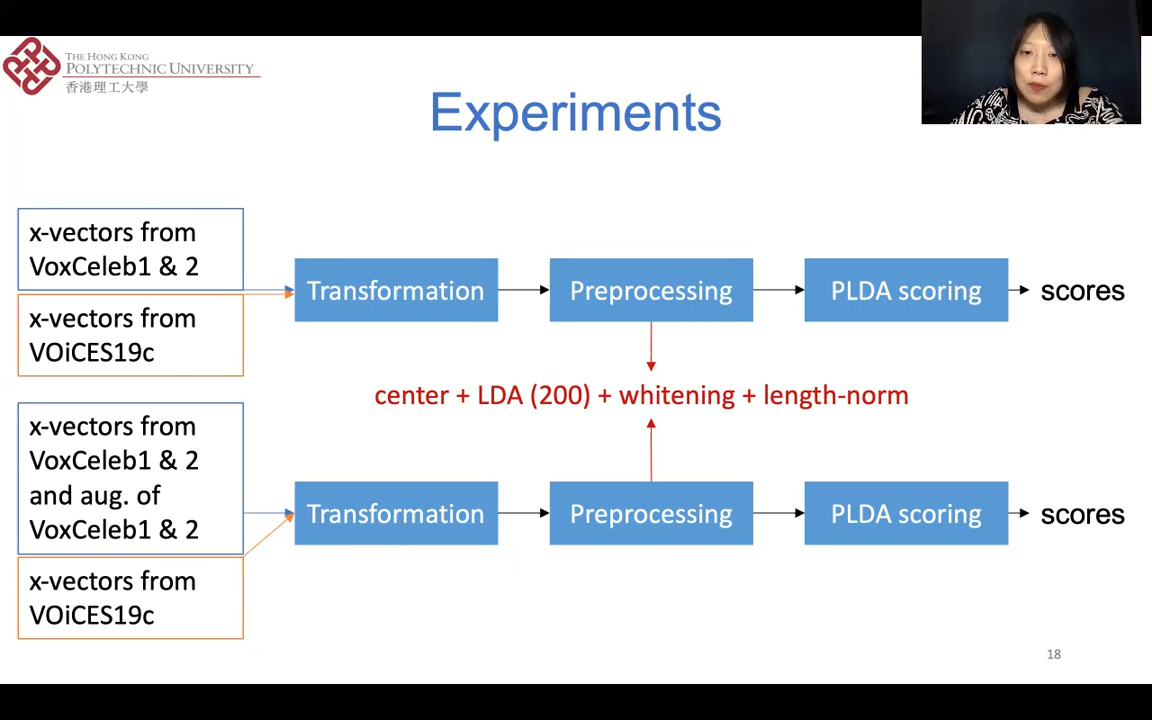 THE HONG KONG
POLYTECHNIC UNIVERSITY
香港理工大學
Experiments
x-vectors from
VoxCeleb1 & 2
x-vectors from
VOiCES19c
Transformation
Preprocessing
PLDA scoring
scores
center + LDA (200) + whitening + length-norm
x-vectors from
VoxCeleb1 & 2
and aug. of
VoxCeleb1 & 2
x-vectors from
VOiCES19c
Transformation
Preprocessing
PLDA scoring
scores
18